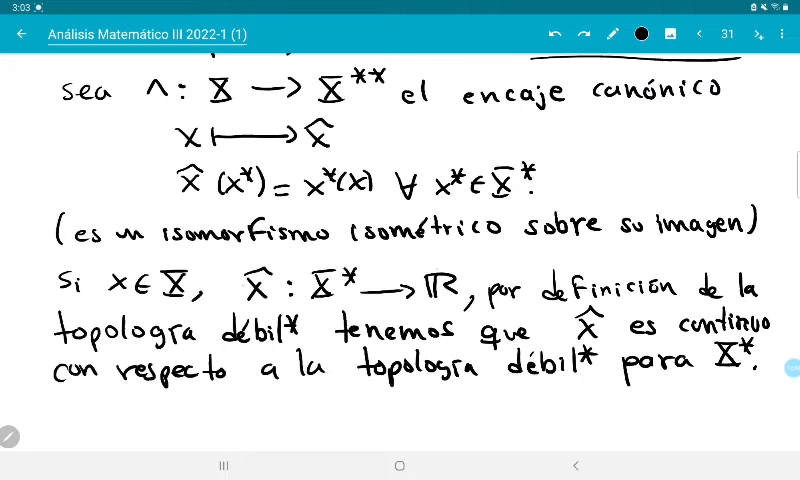 3:03
Análisis Matemático III 2022-1 (1)
31
sea ∧ : X → X** el encaje canónico
x ↦ x̂
x̂ (x*) = x*(x) ∀ x* ∈ X*.
(es un isomorfismo isométrico sobre su imagen)
Si x ∈ X, x̂ : X* → ℝ, por definición de la
topología débil* tenemos que x̂ es continuo
con respecto a la topología débil* para X*.